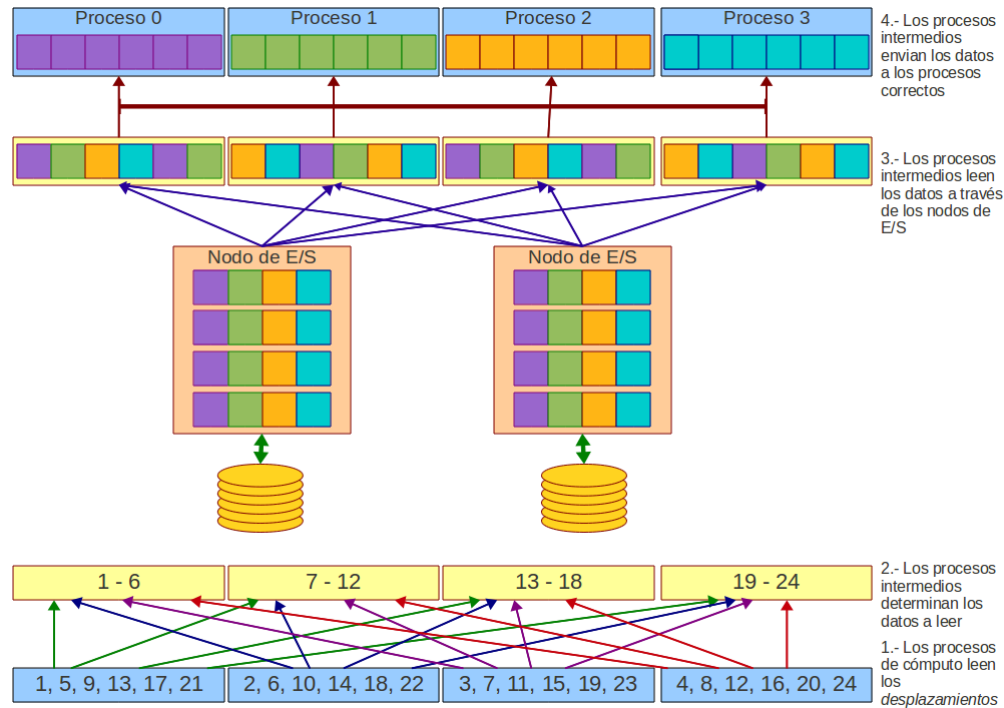 Proceso 0
Proceso 1
Proceso 2
Proceso 3
4.- Los procesos
intermedios
envian los datos
a los procesos
correctos
3.- Los procesos
intermedios leen
los datos a través
de los nodos de
E/S
Nodo de E/S
Nodo de E/S
1 - 6
7 - 12
13 - 18
19 - 24
2.- Los procesos
intermedios
determinan los
datos a leer
1, 5, 9, 13, 17, 21
2, 6, 10, 14, 18, 22
3, 7, 11, 15, 19, 23
4, 8, 12, 16, 20, 24
1.- Los procesos
de cómputo leen
los
desplazamientos